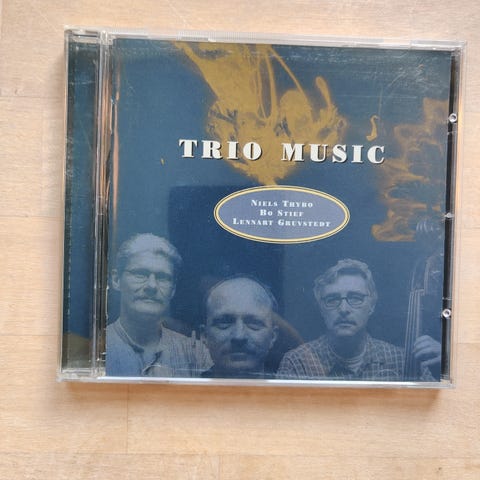 TRIO MUSIC
NIELS THYBO
BO STIEF
LENNART GRUVSTEDT